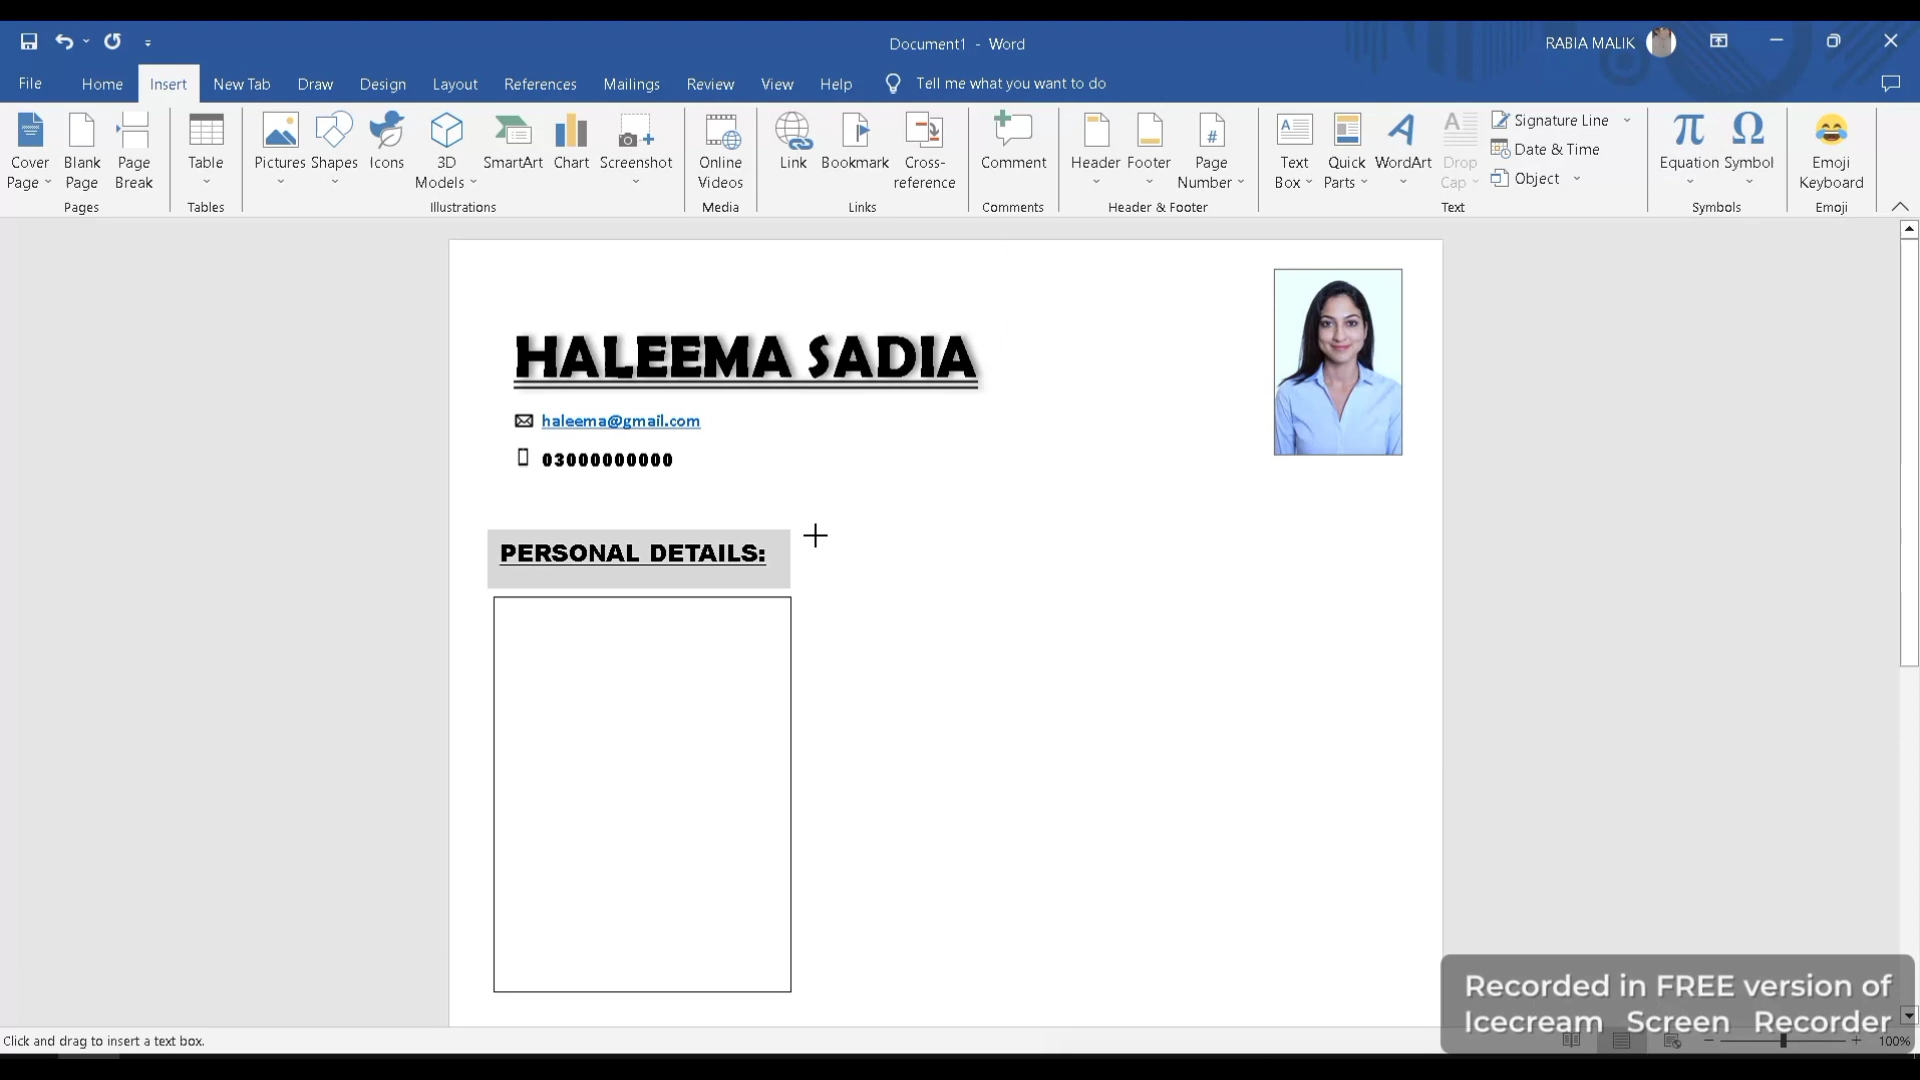 Document1 - Word
RABIA MALIK
File Home Insert New Tab Draw Design Layout References Mailings Review View Help Tell me what you want to do
Cover Page
Blank Page
Page Break
Pages
Table
Tables
Pictures
Shapes
Icons
3D Models
SmartArt
Chart
Screenshot
Illustrations
Online Videos
Media
Link
Bookmark
Cross-reference
Links
Comment
Comments
Header
Footer
Page Number
Header & Footer
Text Box
Quick Parts
WordArt
Drop Cap
Signature Line
Date & Time
Object
Text
Equation
Symbol
Symbols
Emoji Keyboard
Emoji
HALEEMA SADIA
haleema@gmail.com
03000000000
PERSONAL DETAILS:
Recorded in FREE version of
Icecream Screen Recorder
Click and drag to insert a text box.
100%